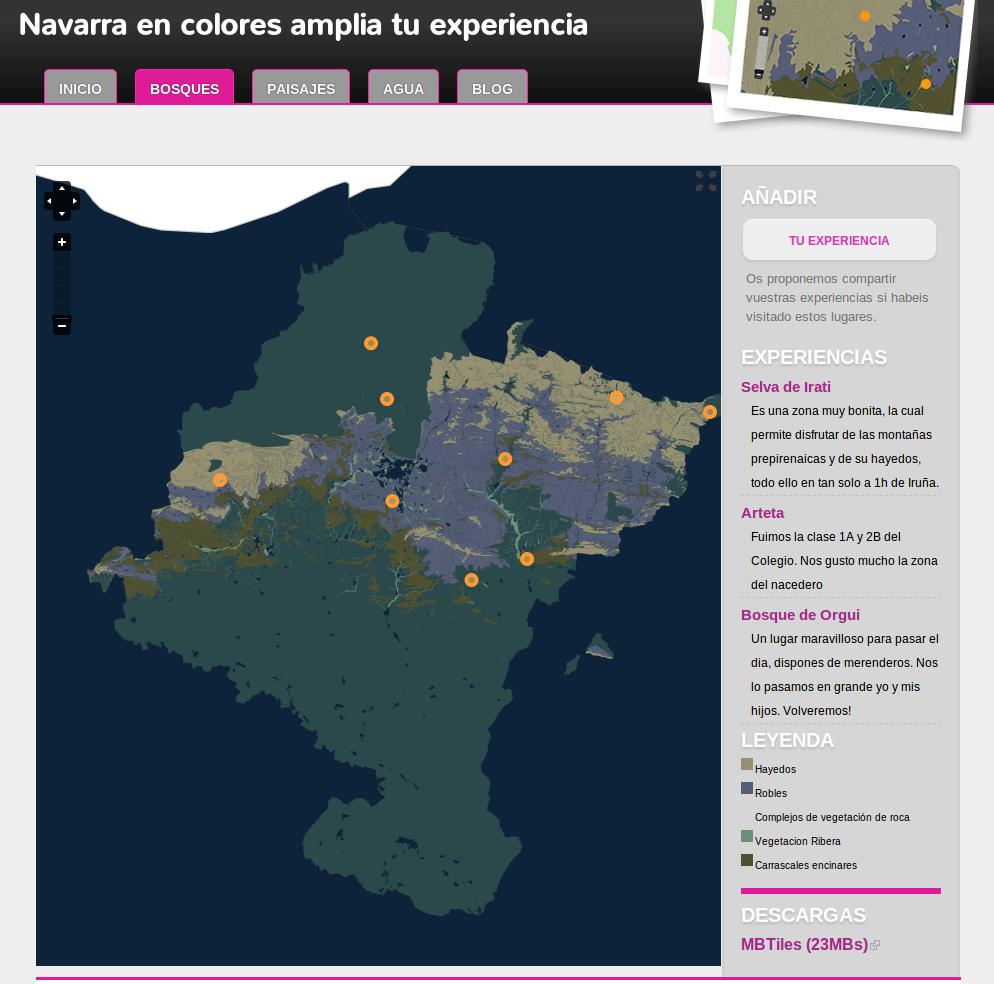 Navarra en colores amplia tu experiencia
INICIO
BOSQUES
PAISAJES
AGUA
BLOG
AÑADIR
TU EXPERIENCIA
Os proponemos compartir
vuestras experiencias si habeis
visitado estos lugares.
EXPERIENCIAS
Selva de Irati
Es una zona muy bonita, la cual
permite disfrutar de las montañas
prepirenaicas y de su hayedos,
todo ello en tan solo a 1h de Iruña.
Arteta
Fuimos la clase 1A y 2B del
Colegio. Nos gusto mucho la zona
del nacedero
Bosque de Orgui
Un lugar maravilloso para pasar el
dia, dispones de merenderos. Nos
lo pasamos en grande yo y mis
hijos. Volveremos!
LEYENDA
Hayedos
Robles
Complejos de vegetación de roca
Vegetacion Ribera
Carrascales encinares
DESCARGAS
MBTiles (23MBs)